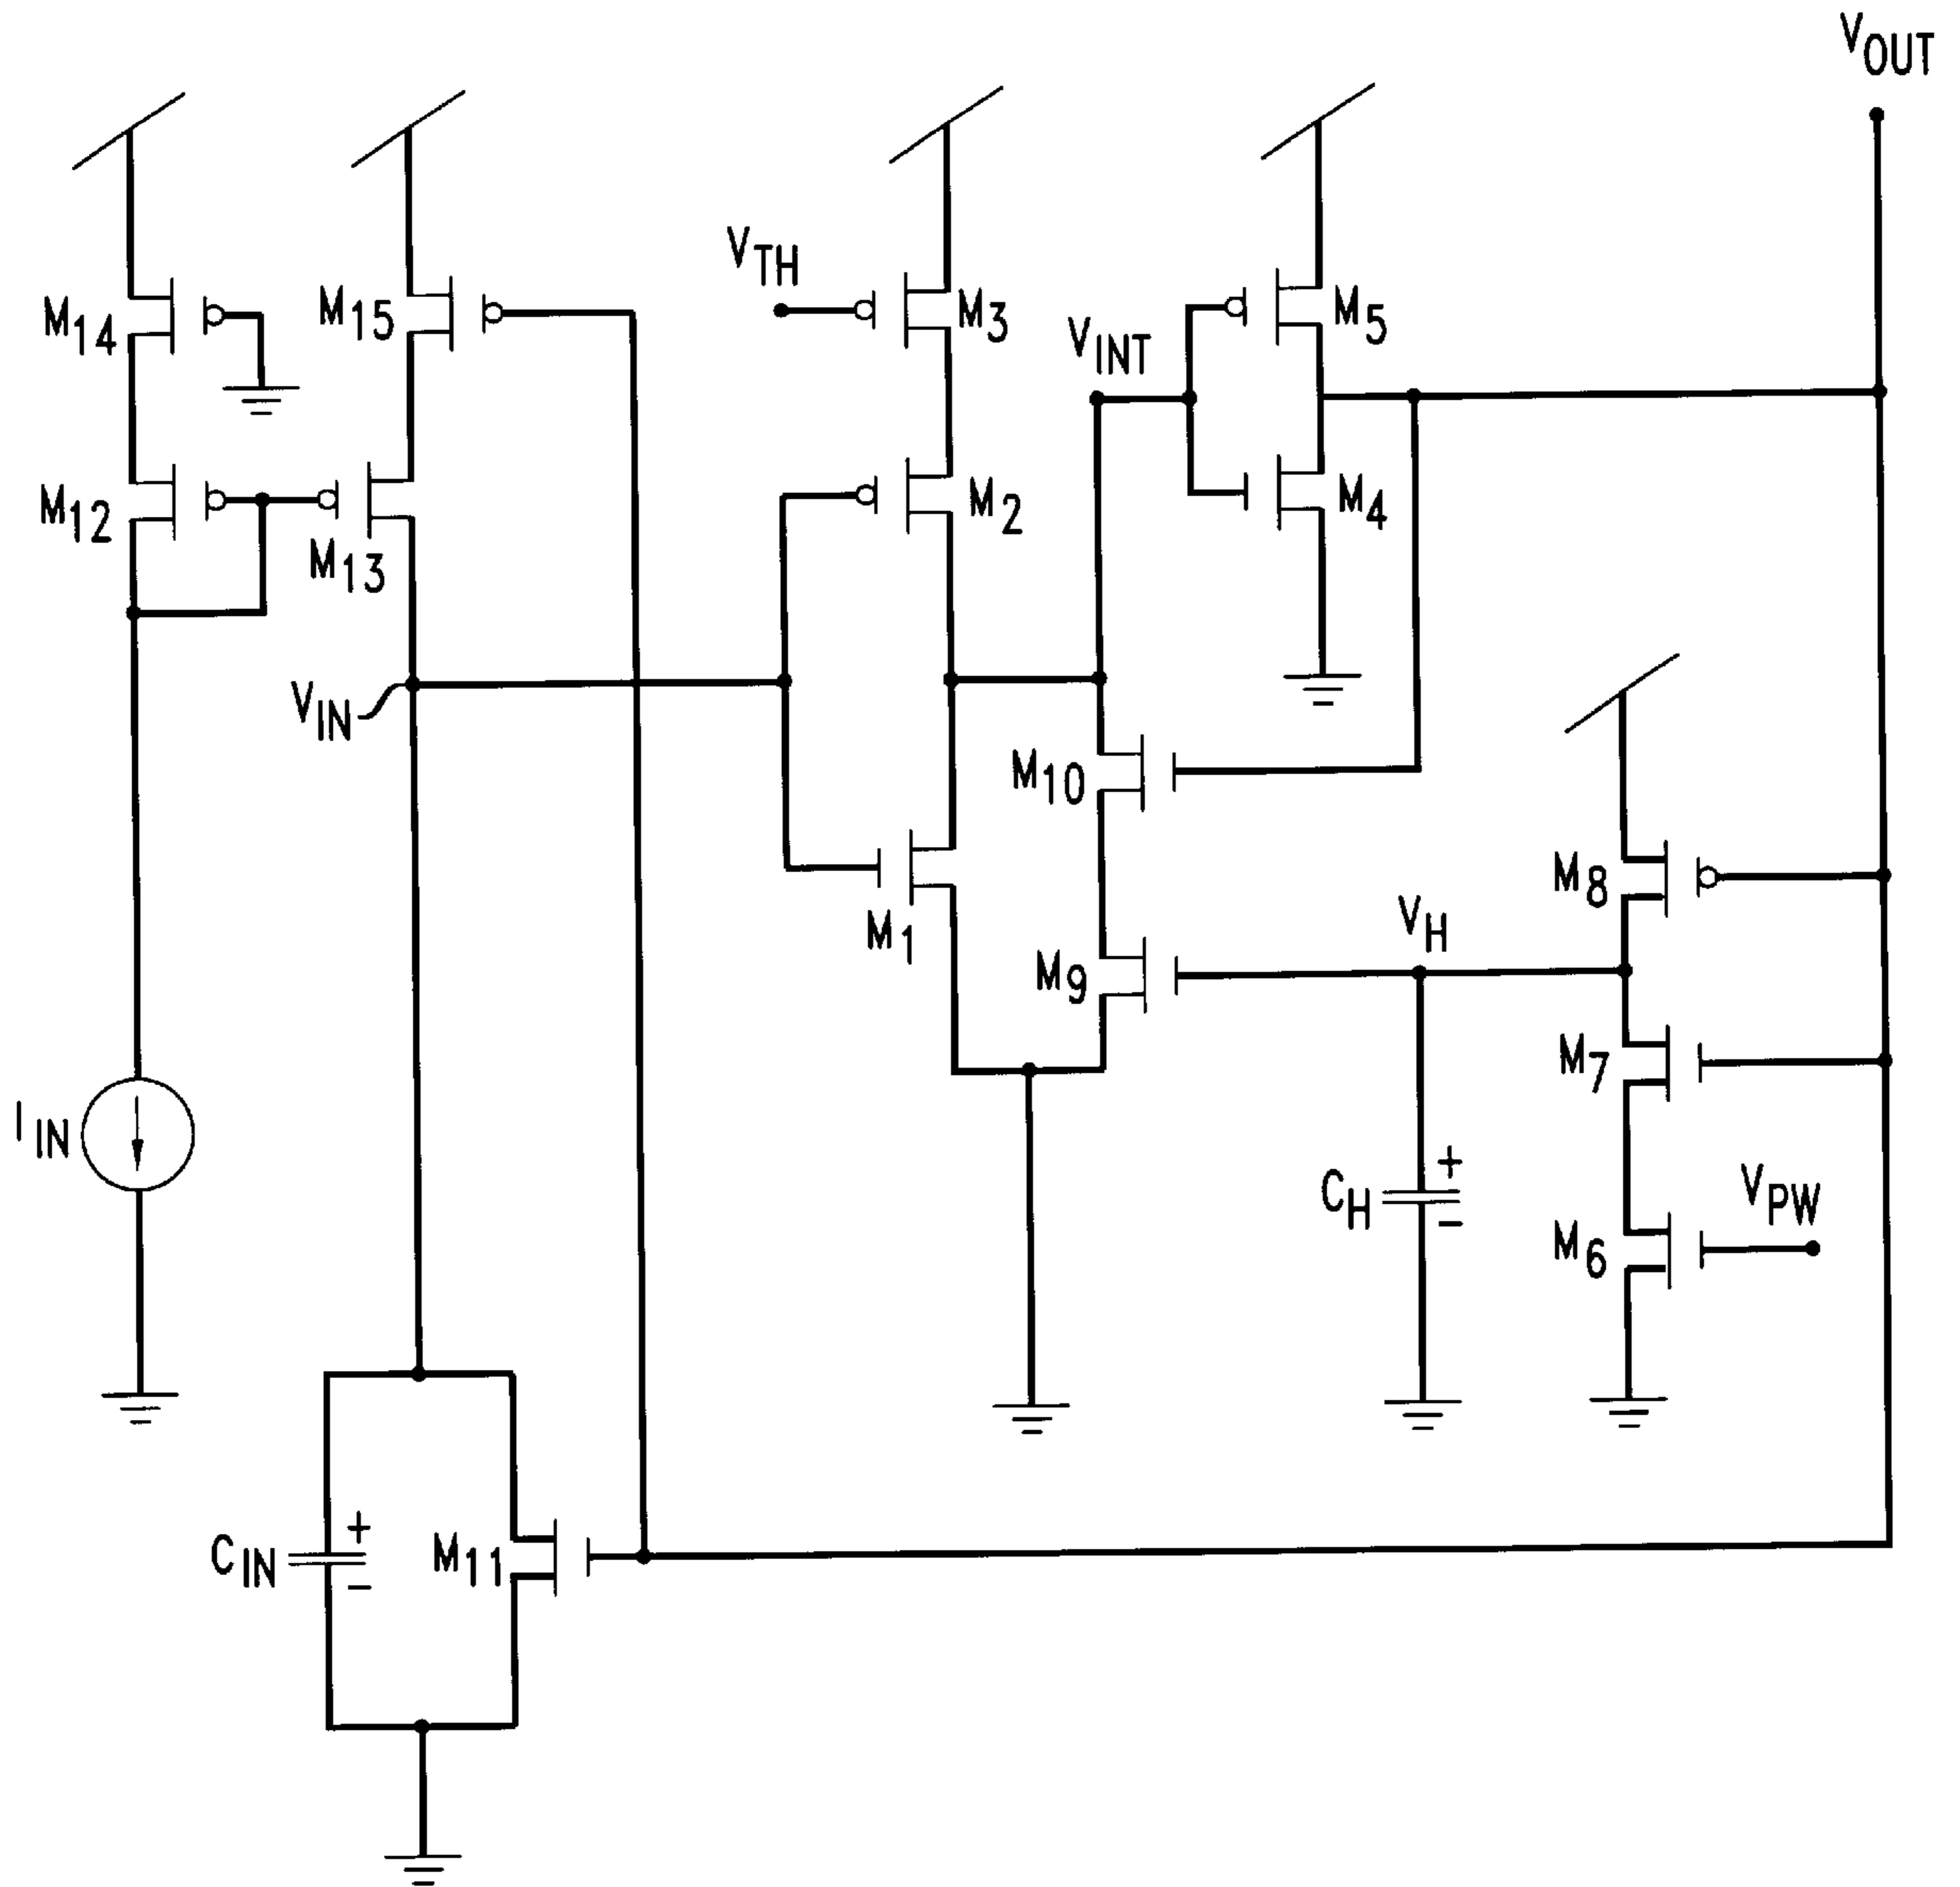 VOUT
VTH
M14
M15
M3
M5
VINT
M12
M13
M2
M4
VIN
M10
M1
M8
VH
M9
M7
IIN
CH
+
-
VPW
M6
CIN
+
-
M11